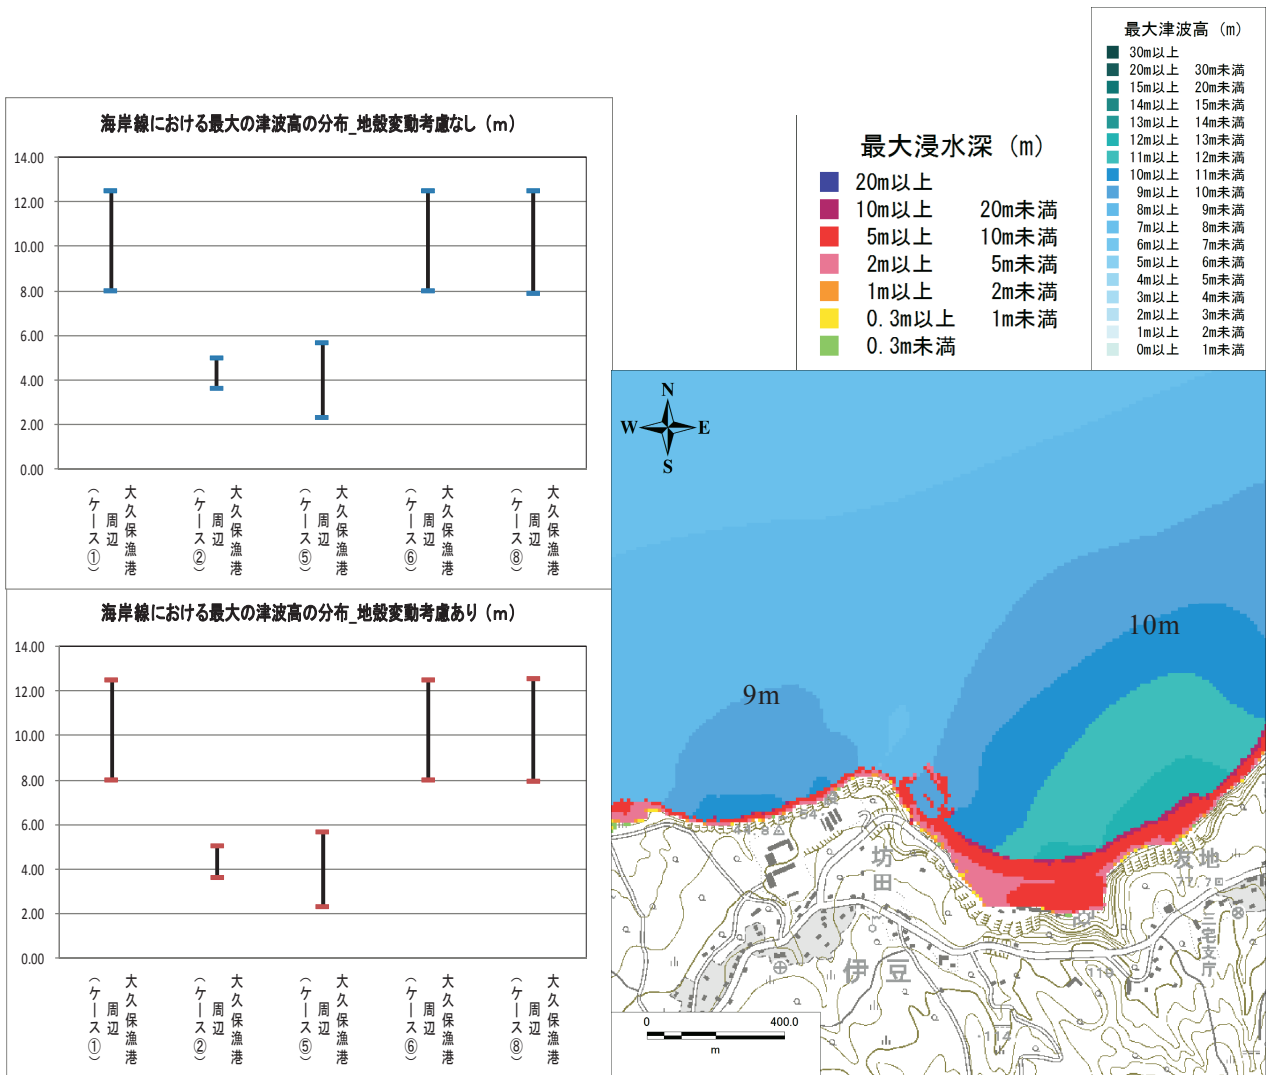 海岸線における最大の津波高の分布_地殻変動考慮なし（m）
14.00
12.00
10.00
8.00
6.00
4.00
2.00
0.00
大久保漁港
周辺
（ケース①）
大久保漁港
周辺
（ケース②）
大久保漁港
周辺
（ケース⑤）
大久保漁港
周辺
（ケース⑥）
大久保漁港
周辺
（ケース⑧）
海岸線における最大の津波高の分布_地殻変動考慮あり（m）
14.00
12.00
10.00
8.00
6.00
4.00
2.00
0.00
大久保漁港
周辺
（ケース①）
大久保漁港
周辺
（ケース②）
大久保漁港
周辺
（ケース⑤）
大久保漁港
周辺
（ケース⑥）
大久保漁港
周辺
（ケース⑧）
最大浸水深（m）
20m以上
10m以上 20m未満
5m以上 10m未満
2m以上 5m未満
1m以上 2m未満
0.3m以上 1m未満
0.3m未満
最大津波高（m）
30m以上
20m以上 30m未満
15m以上 20m未満
14m以上 15m未満
13m以上 14m未満
12m以上 13m未満
11m以上 12m未満
10m以上 11m未満
9m以上 10m未満
8m以上 9m未満
7m以上 8m未満
6m以上 7m未満
5m以上 6m未満
4m以上 5m未満
3m以上 4m未満
2m以上 3m未満
1m以上 2m未満
0m以上 1m未満
N
W E
S
10m
9m
坊田
友地
77.7
三宅支庁
伊豆
110
114
0 400.0
m